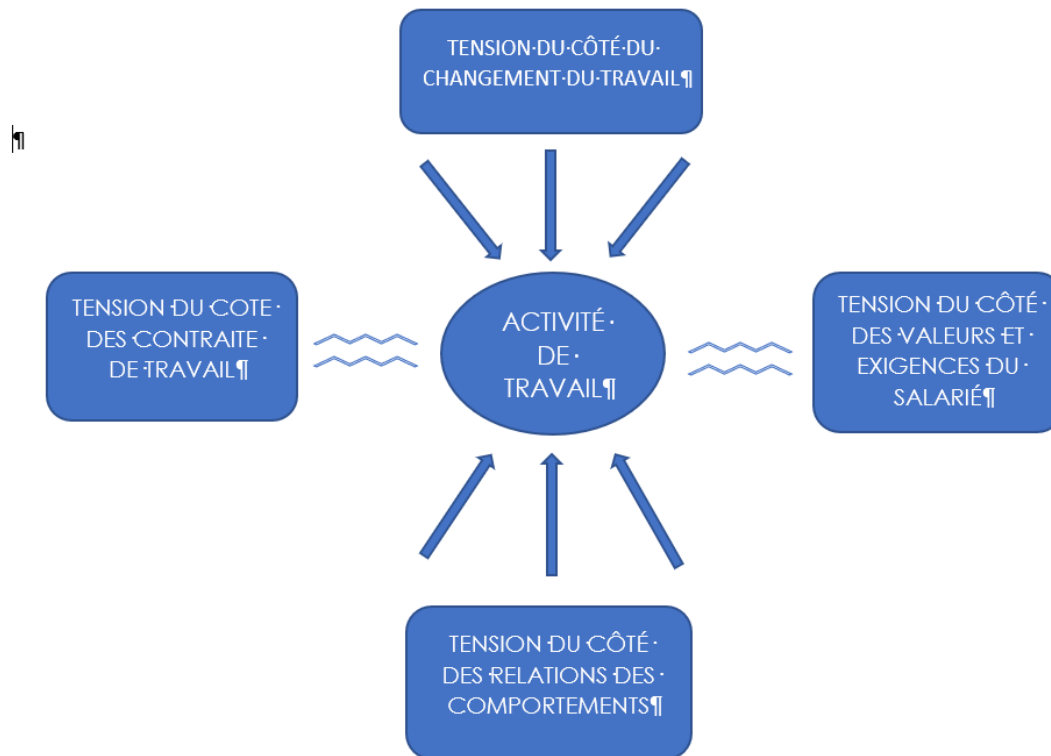 TENSION·DU·CÔTÉ·DU·
CHANGEMENT·DU·TRAVAIL¶
¶
TENSION·DU·COTE·
DES·CONTRAITE·
DE·TRAVAIL¶
ACTIVITÉ·
DE·
TRAVAIL¶
TENSION·DU·CÔTÉ·
DES·VALEURS·ET·
EXIGENCES·DU·
SALARIÉ¶
TENSION·DU·CÔTÉ·
DES·RELATIONS·DES·
COMPORTEMENTS¶